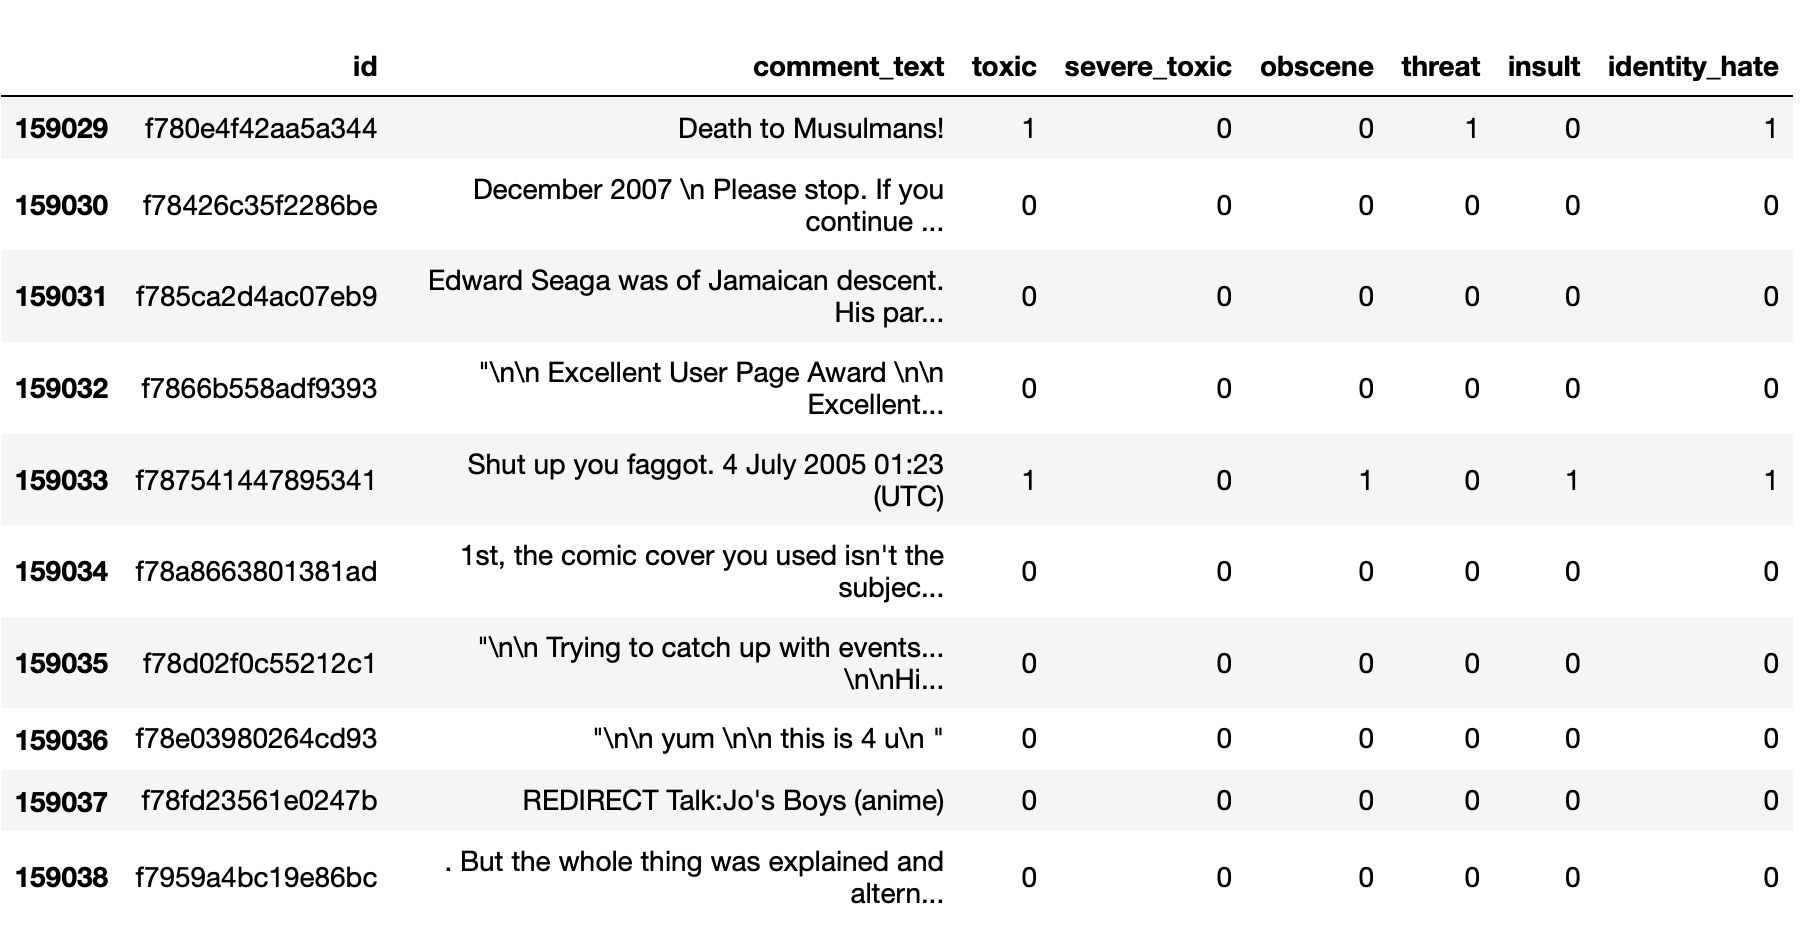 id comment_text toxic severe_toxic obscene threat insult identity_hate
159029 f780e4f42aa5a344 Death to Musulmans! 1 0 0 1 0 1
159030 f78426c35f2286be December 2007 \n Please stop. If you 0 0 0 0 0 0
continue ...
159031 f785ca2d4ac07eb9 Edward Seaga was of Jamaican descent. 0 0 0 0 0 0
His par...
159032 f7866b558adf9393 "\n\n Excellent User Page Award \n\n 0 0 0 0 0 0
Excellent...
159033 f787541447895341 Shut up you faggot. 4 July 2005 01:23 1 0 1 0 1 1
(UTC)
159034 f78a8663801381ad 1st, the comic cover you used isn't the 0 0 0 0 0 0
subjec...
159035 f78d02f0c55212c1 "\n\n Trying to catch up with events... 0 0 0 0 0 0
\n\nHi...
159036 f78e03980264cd93 "\n\n yum \n\n this is 4 u\n " 0 0 0 0 0 0
159037 f78fd23561e0247b REDIRECT Talk:Jo's Boys (anime) 0 0 0 0 0 0
159038 f7959a4bc19e86bc . But the whole thing was explained and 0 0 0 0 0 0
altern...